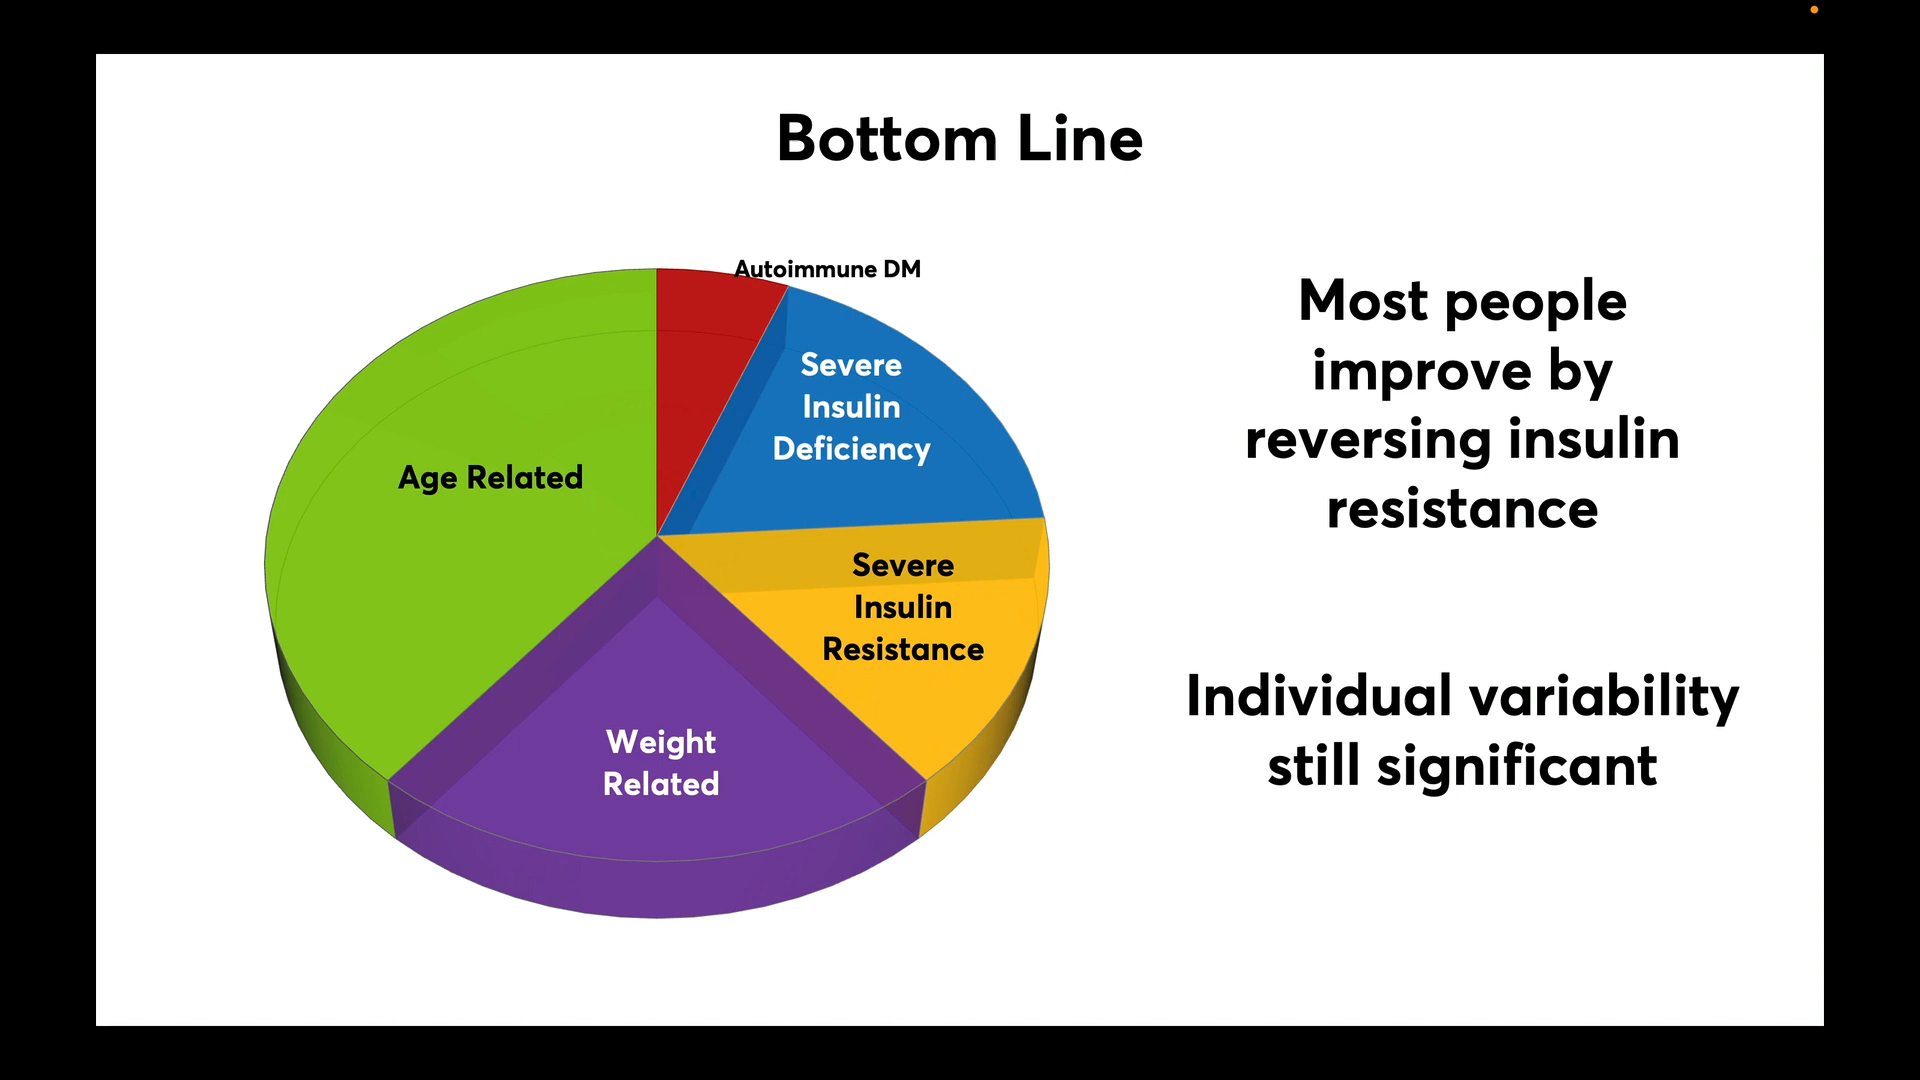 Bottom Line
Autoimmune DM
Severe
Insulin
Deficiency
Age Related
Severe
Insulin
Resistance
Weight
Related
Most people
improve by
reversing insulin
resistance
Individual variability
still significant